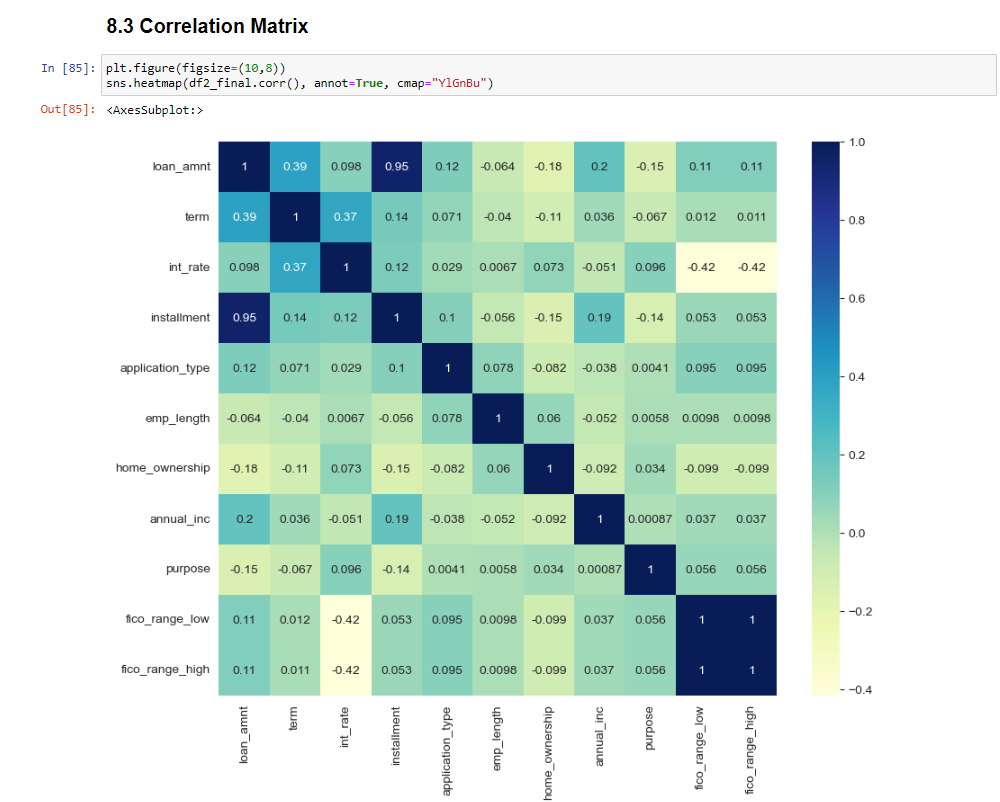 8.3 Correlation Matrix
In [85]: plt.figure(figsize=(10,8))
sns.heatmap(df2_final.corr(), annot=True, cmap="YlGnBu")
Out[85]: <AxesSubplot:>
loan_amnt 1 0.39 0.098 0.95 0.12 -0.064 -0.18 0.2 -0.15 0.11 0.11
term 0.39 1 0.37 0.14 0.071 -0.04 -0.11 0.036 -0.067 0.012 0.011
int_rate 0.098 0.37 1 0.12 0.029 0.0067 0.073 -0.051 0.096 -0.42 -0.42
installment 0.95 0.14 0.12 1 0.1 -0.056 -0.15 0.19 -0.14 0.053 0.053
application_type 0.12 0.071 0.029 0.1 1 0.078 -0.082 -0.038 0.0041 0.095 0.095
emp_length -0.064 -0.04 0.0067 -0.056 0.078 1 0.06 -0.052 0.0058 0.0098 0.0098
home_ownership -0.18 -0.11 0.073 -0.15 -0.082 0.06 1 -0.092 0.034 -0.099 -0.099
annual_inc 0.2 0.036 -0.051 0.19 -0.038 -0.052 -0.092 1 0.00087 0.037 0.037
purpose -0.15 -0.067 0.096 -0.14 0.0041 0.0058 0.034 0.00087 1 0.056 0.056
fico_range_low 0.11 0.012 -0.42 0.053 0.095 0.0098 -0.099 0.037 0.056 1 1
fico_range_high 0.11 0.011 -0.42 0.053 0.095 0.0098 -0.099 0.037 0.056 1 1
loan_amnt
term
int_rate
installment
application_type
emp_length
home_ownership
annual_inc
purpose
fico_range_low
fico_range_high
1.0
0.8
0.6
0.4
0.2
0.0
-0.2
-0.4